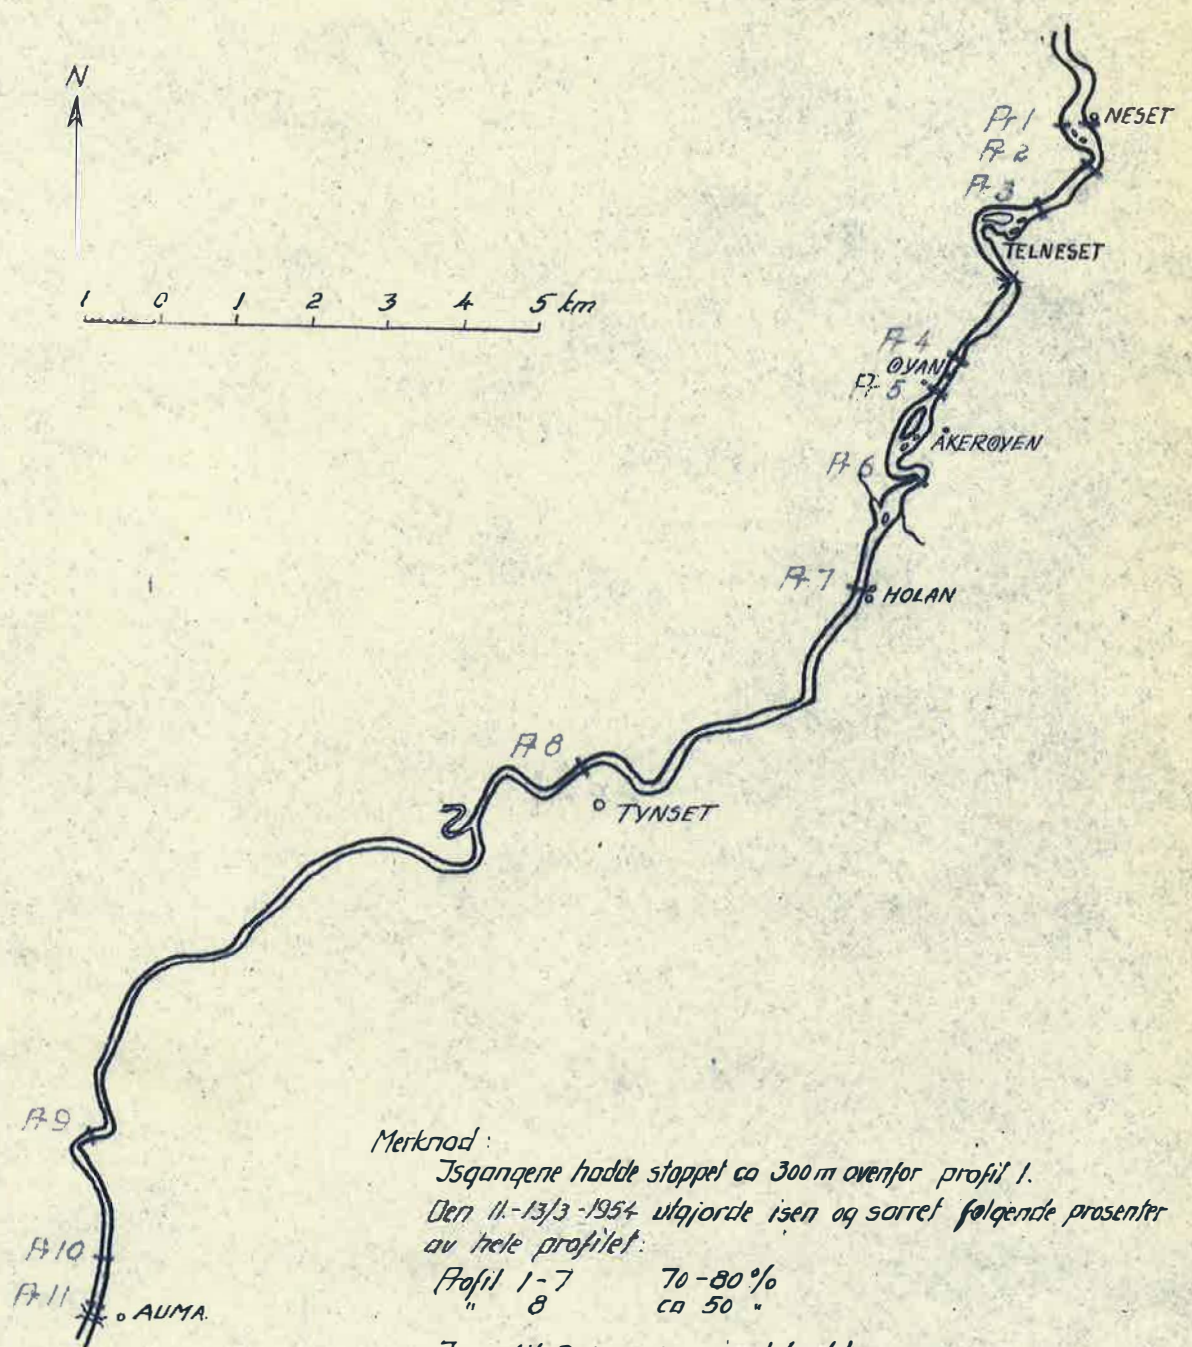 N
Pr 1
NESET
Pr 2
Pr 3
TELNESET
1 0 1 2 3 4 5 km
Pr 4
ØYAN
Pr 5
ÅKERØYEN
Pr 6
Pr 7
HOLAN
Pr 8
TYNSET
Pr 9
Merknad :
Isgangene hadde stoppet ca 300 m ovenfor profil 1.
Den 11.-13/3-1954 utgjorde isen og sarret følgende prosenter
av hele profilet:
Pr 10
Profil 1-7 70-80 %
" 8 ca 50 "
Pr 11
AUMA.